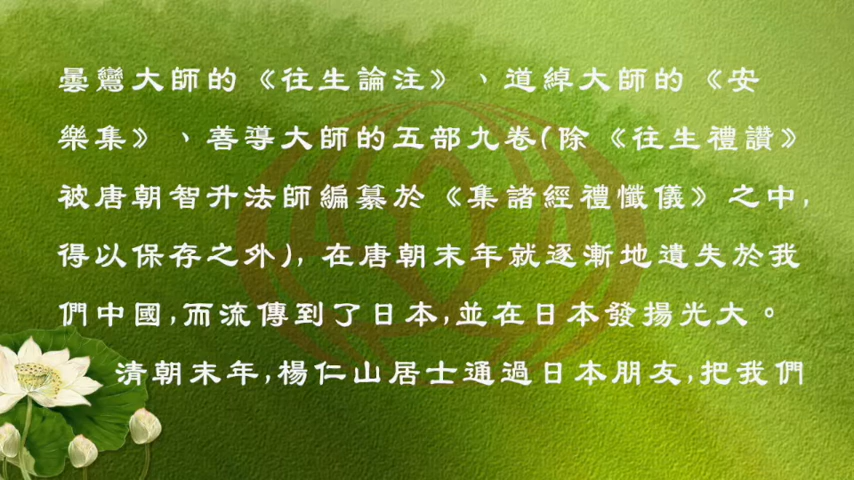 曇鸞大師的《往生論注》、道綽大師的《安
樂集》、善導大師的五部九卷(除《往生禮讚》
被唐朝智升法師編纂於《集諸經禮懺儀》之中,
得以保存之外),在唐朝末年就逐漸地遺失於我
們中國,而流傳到了日本,並在日本發揚光大。
清朝末年,楊仁山居士通過日本朋友,把我們